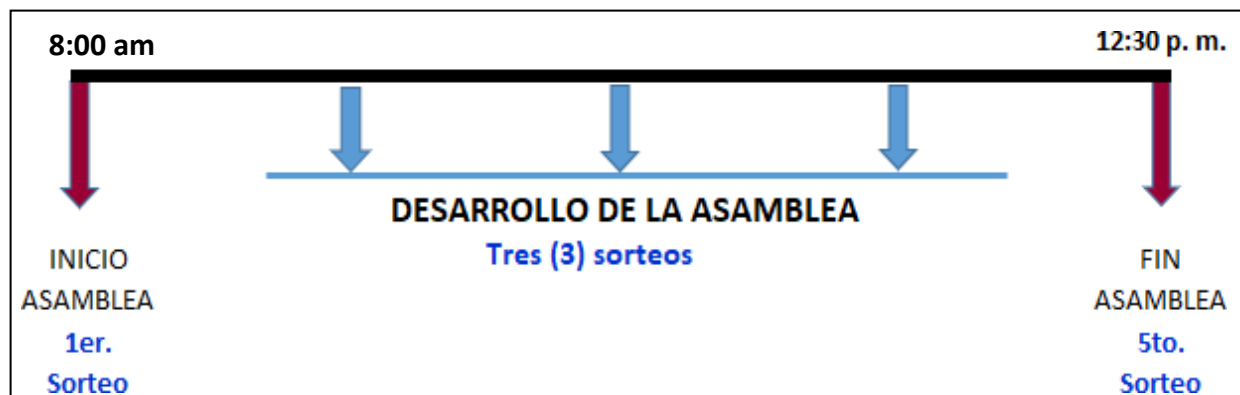 8:00 am
12:30 p. m.
DESARROLLO DE LA ASAMBLEA
Tres (3) sorteos
INICIO
ASAMBLEA
1er.
Sorteo
FIN
ASAMBLEA
5to.
Sorteo